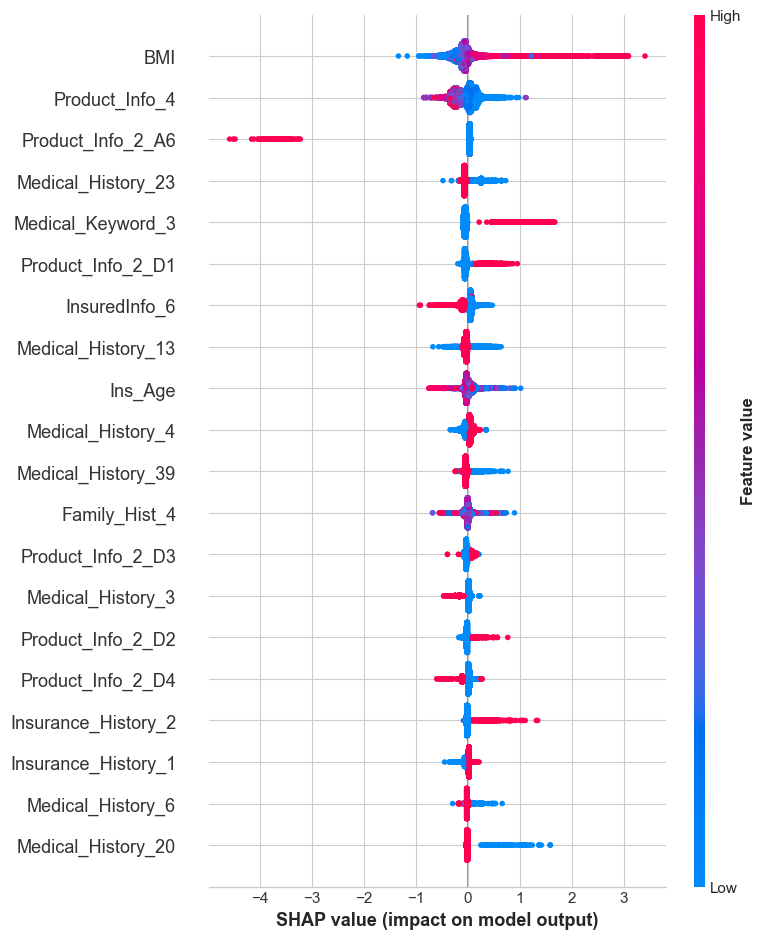 High
BMI
Product_Info_4
Product_Info_2_A6
Medical_History_23
Medical_Keyword_3
Product_Info_2_D1
InsuredInfo_6
Medical_History_13
Ins_Age
Medical_History_4
Medical_History_39
Family_Hist_4
Product_Info_2_D3
Medical_History_3
Product_Info_2_D2
Product_Info_2_D4
Insurance_History_2
Insurance_History_1
Medical_History_6
Medical_History_20
Feature value
Low
−4 −3 −2 −1 0 1 2 3
SHAP value (impact on model output)